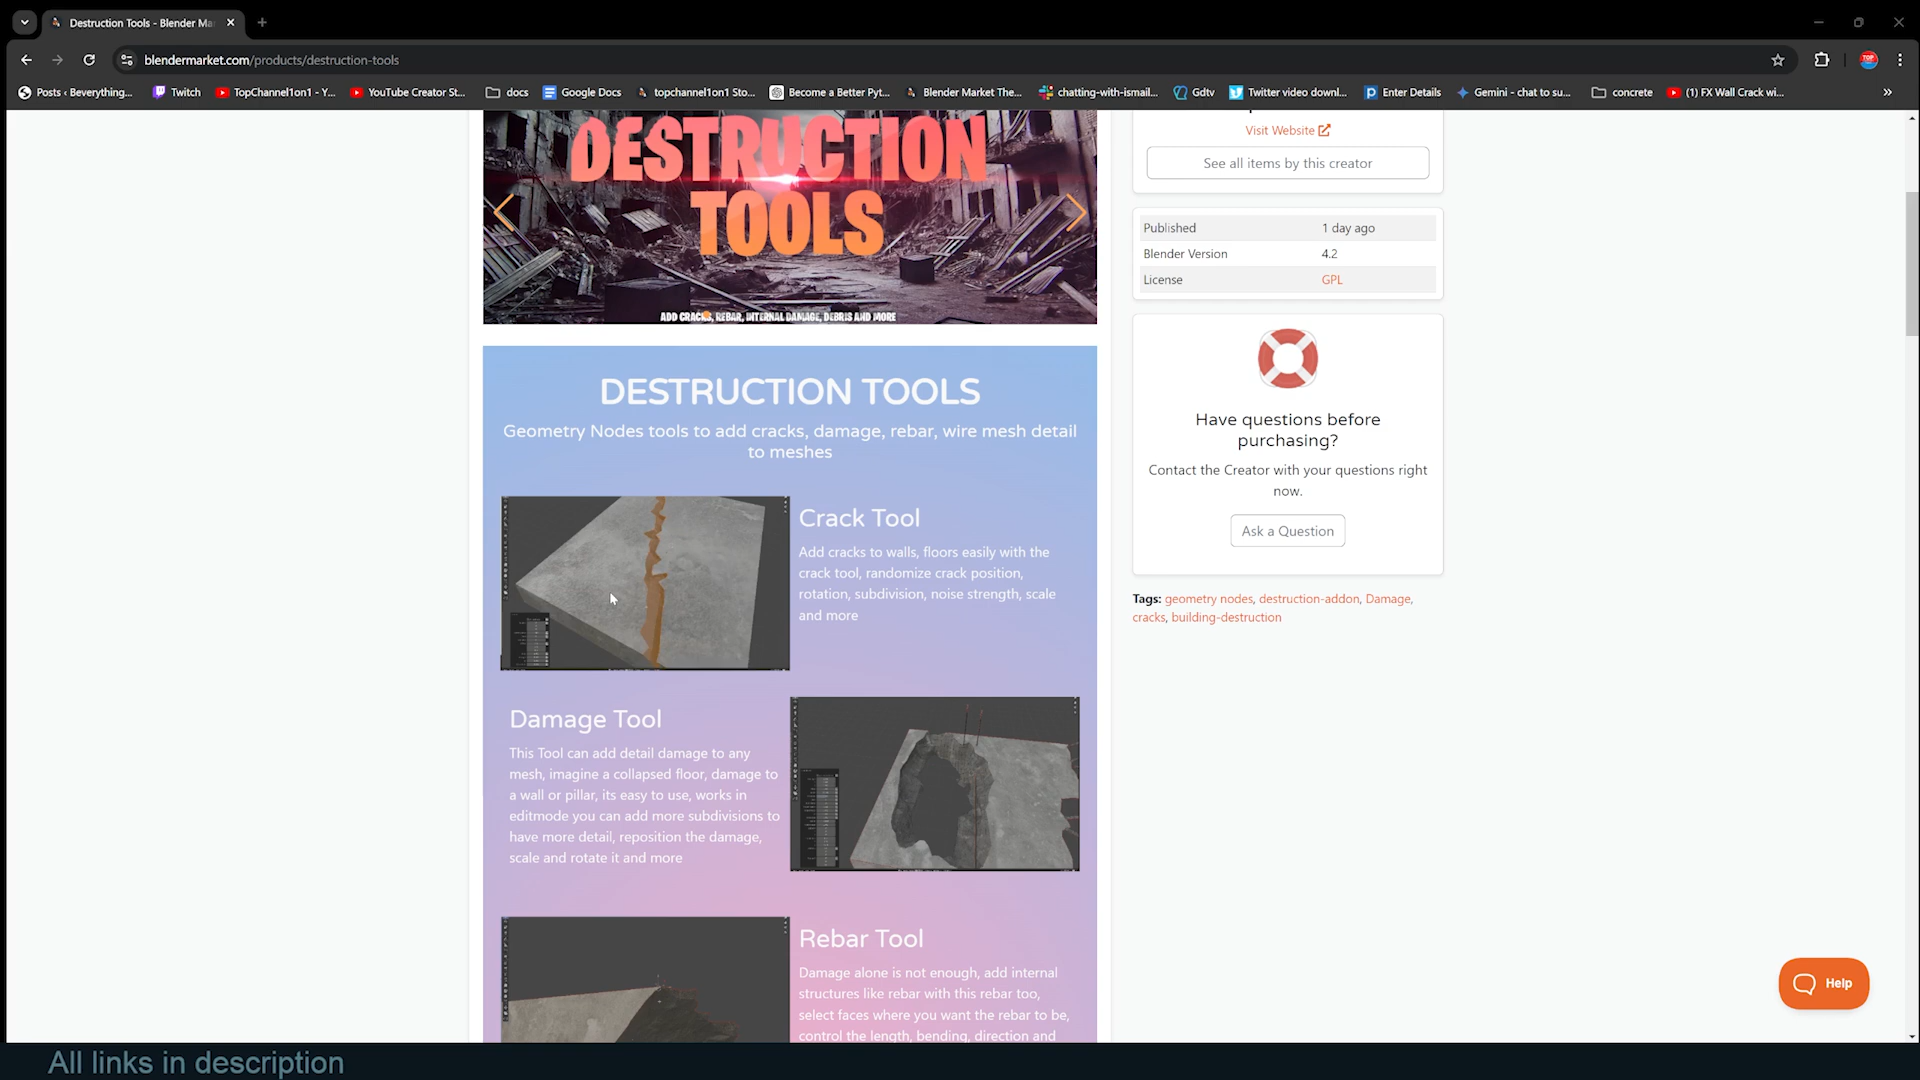 Destruction Tools - Blender Ma
blendermarket.com/products/destruction-tools
Posts ‹ Beverything...
Twitch
TopChannel1on1 - Y...
YouTube Creator St...
docs
Google Docs
topchannel1on1 Sto...
Become a Better Pyt...
Blender Market The...
chatting-with-ismail...
Gdtv
Twitter video downl...
Enter Details
Gemini - chat to su...
concrete
(1) FX Wall Crack wi...
DESTRUCTION
TOOLS
ADD CRACKS, REBAR, INTERNAL DAMAGE, DEBRIS AND MORE
DESTRUCTION TOOLS
Geometry Nodes tools to add cracks, damage, rebar, wire mesh detail
to meshes
Crack Tool
Add cracks to walls, floors easily with the
crack tool, randomize crack position,
rotation, subdivision, noise strength, scale
and more
Damage Tool
This Tool can add detail damage to any
mesh, imagine a collapsed floor, damage to
a wall or pillar, its easy to use, works in
editmode you can add more subdivisions to
have more detail, reposition the damage,
scale and rotate it and more
Rebar Tool
Damage alone is not enough, add internal
structures like rebar with this rebar too,
select faces where you want the rebar to be,
control the length, bending, direction and
Visit Website
See all items by this creator
Published 1 day ago
Blender Version 4.2
License GPL
Have questions before
purchasing?
Contact the Creator with your questions right
now.
Ask a Question
Tags: geometry nodes, destruction-addon, Damage,
cracks, building-destruction
Help
All links in description